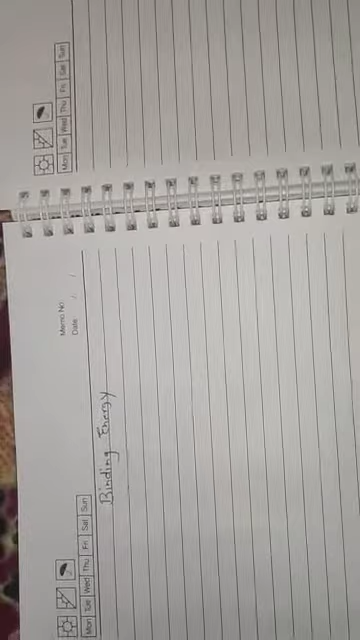 Mon Tue Wed Thu Fri Sat Sun
Memo No.
Date / /
Mon Tue Wed Thu Fri Sat Sun
Binding Energy